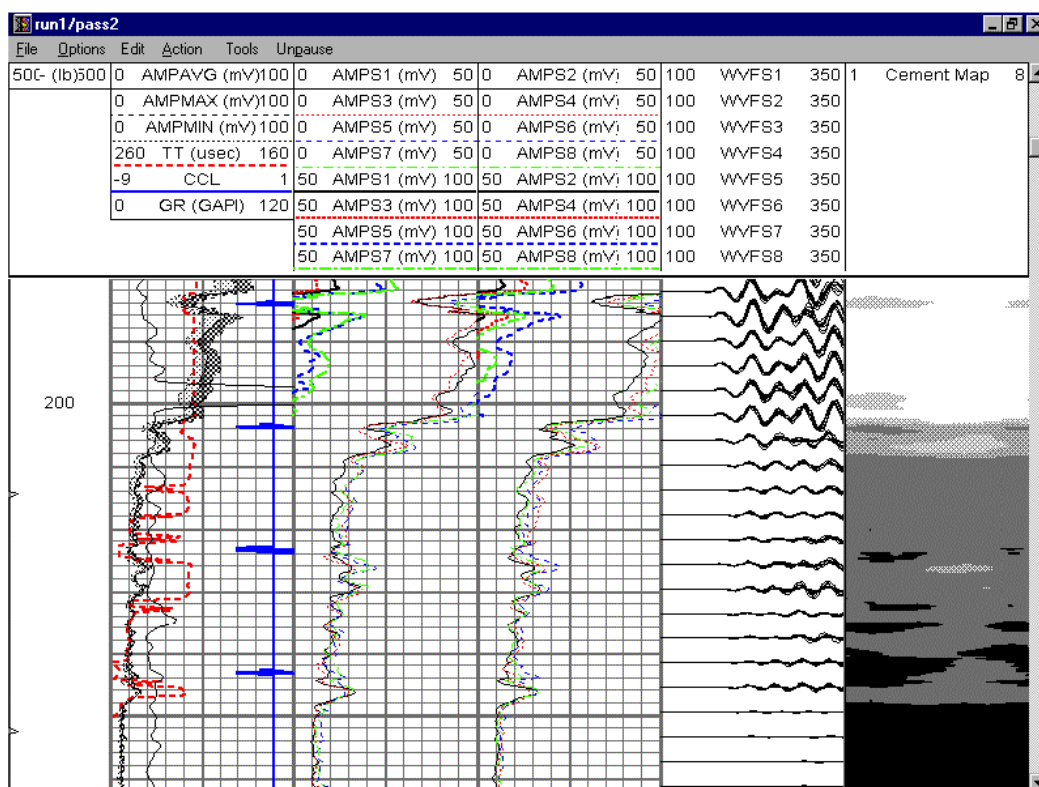 run1/pass2
File Options Edit Action Tools Unpause
0 AMPAVG (mV)100 0 AMPS1 (mV) 50 0 AMPS2 (mV) 50 100 WVFS1 350 1 Cement Map 8
0 AMPMAX (mV)100 0 AMPS3 (mV) 50 0 AMPS4 (mV) 50 100 WVFS2 350
0 AMPMIN (mV) 100 0 AMPS5 (mV) 50 0 AMPS6 (mV) 50 100 WVFS3 350
260 TT (usec) 160 0 AMPS7 (mV) 50 0 AMPS8 (mV) 50 100 WVFS4 350
-9 CCL 1 50 AMPS1 (mV) 100 50 AMPS2 (mV) 100 100 WVFS5 350
0 GR (GAPI) 120 50 AMPS3 (mV) 100 50 AMPS4 (mV) 100 100 WVFS6 350
50 AMPS5 (mV) 100 50 AMPS6 (mV) 100 100 WVFS7 350
50 AMPS7 (mV) 100 50 AMPS8 (mV) 100 100 WVFS8 350
200